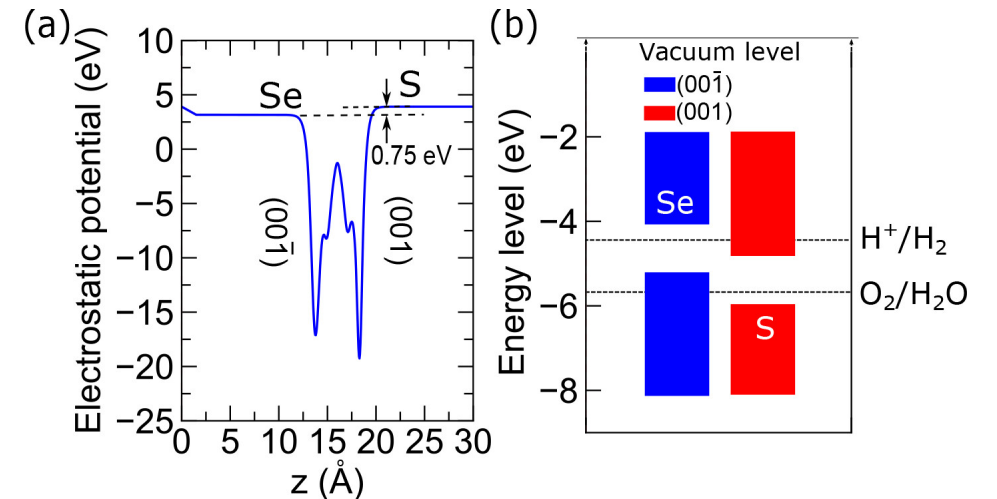 (a)
Electrostatic potential (eV)
10
5
0
−5
−10
−15
−20
−25
0 5 10 15 20 25 30
z (Å)
Se
S
0.75 eV
(001̄)
(001)
(b)
Energy level (eV)
−2
−4
−6
−8
Vacuum level
(001̄)
(001)
Se
S
H⁺/H₂
O₂/H₂O